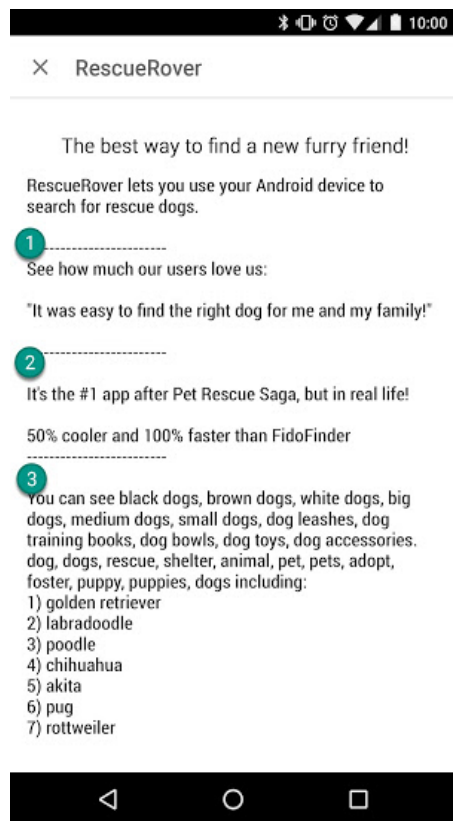 10:00
RescueRover
The best way to find a new furry friend!
RescueRover lets you use your Android device to
search for rescue dogs.
1
-----------------------
See how much our users love us:
"It was easy to find the right dog for me and my family!"
-----------------------
2
It's the #1 app after Pet Rescue Saga, but in real life!
50% cooler and 100% faster than FidoFinder
--------------------------
3
You can see black dogs, brown dogs, white dogs, big
dogs, medium dogs, small dogs, dog leashes, dog
training books, dog bowls, dog toys, dog accessories.
dog, dogs, rescue, shelter, animal, pet, pets, adopt,
foster, puppy, puppies, dogs including:
1) golden retriever
2) labradoodle
3) poodle
4) chihuahua
5) akita
6) pug
7) rottweiler